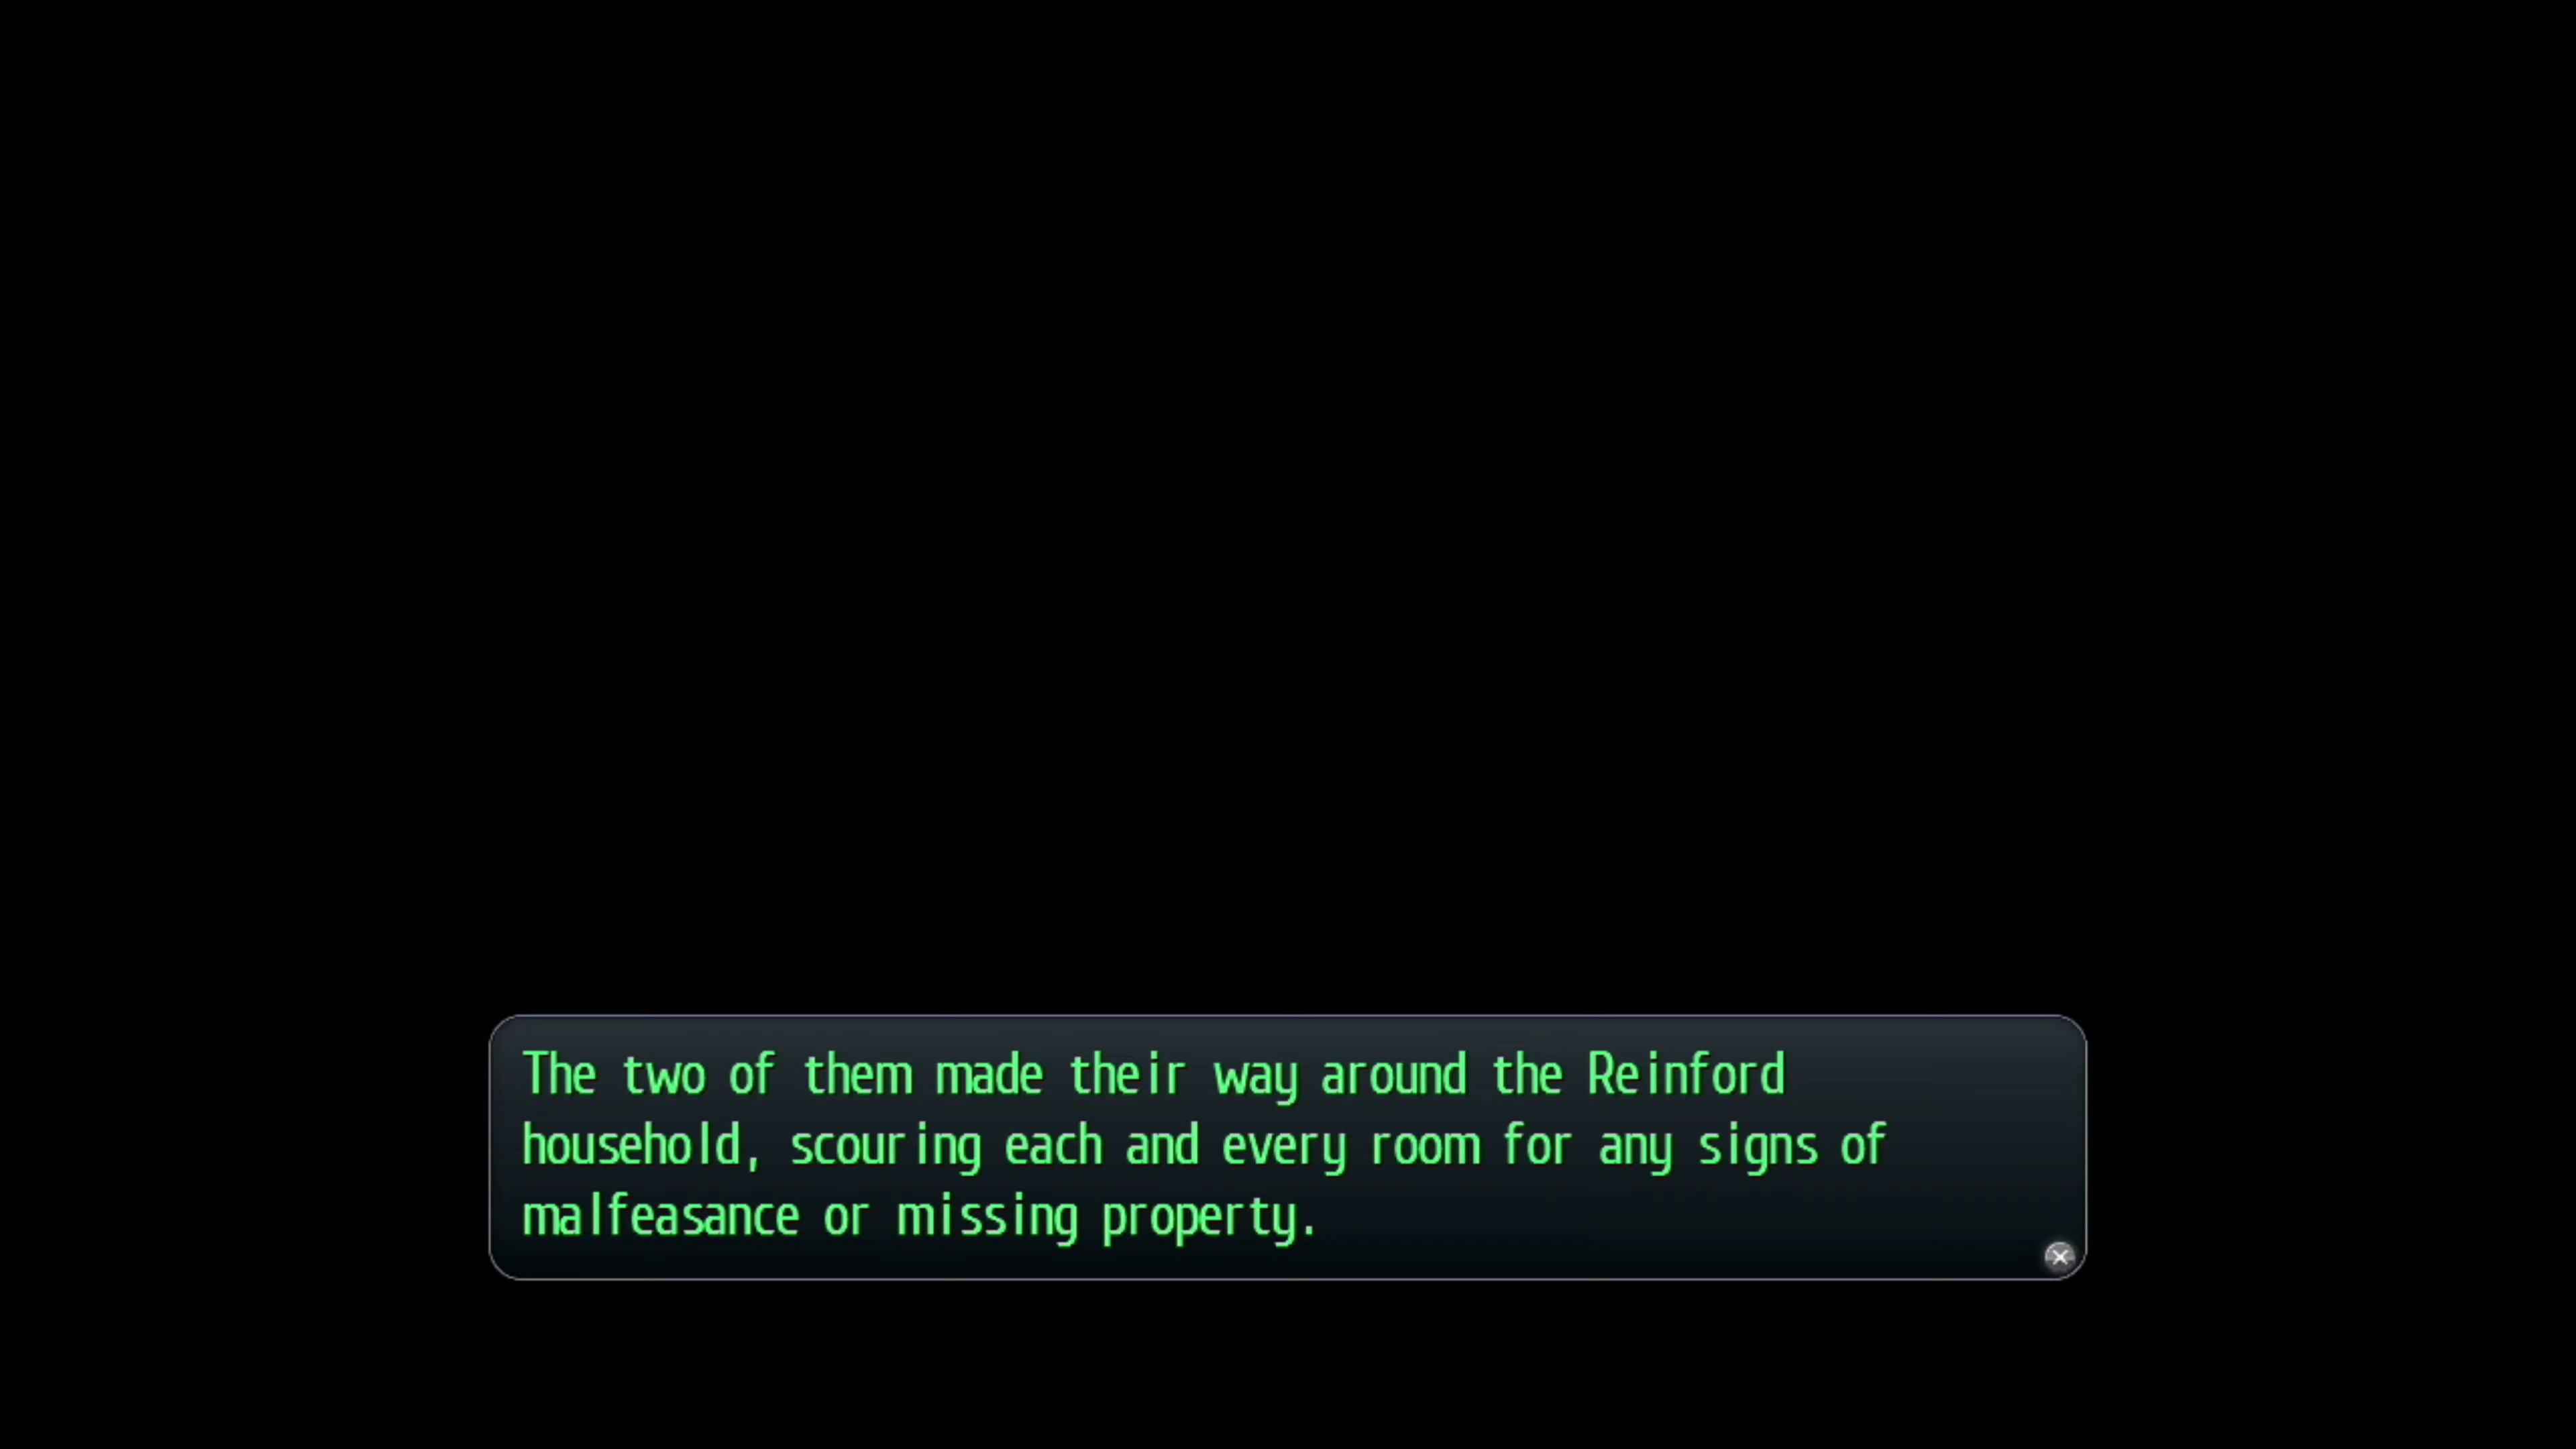 The two of them made their way around the Reinford
household, scouring each and every room for any signs of
malfeasance or missing property.